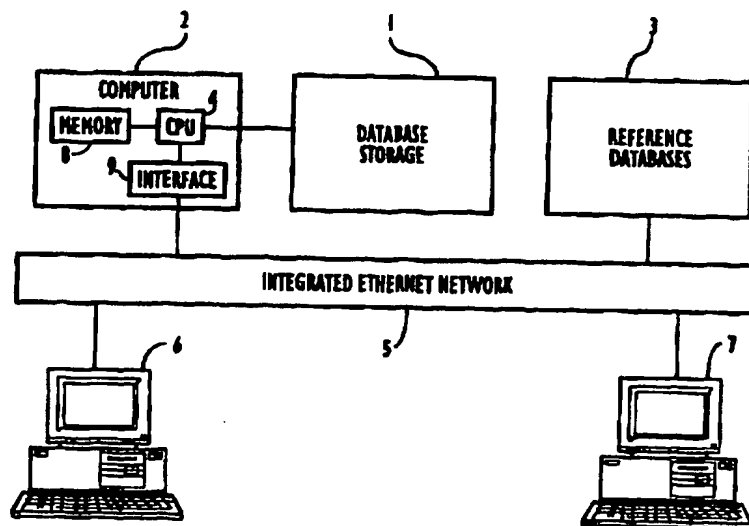 2
1
3
COMPUTER
4
MEMORY
CPU
8
9
INTERFACE
DATABASE
STORAGE
REFERENCE
DATABASES
INTEGRATED ETHERNET NETWORK
6
5
7